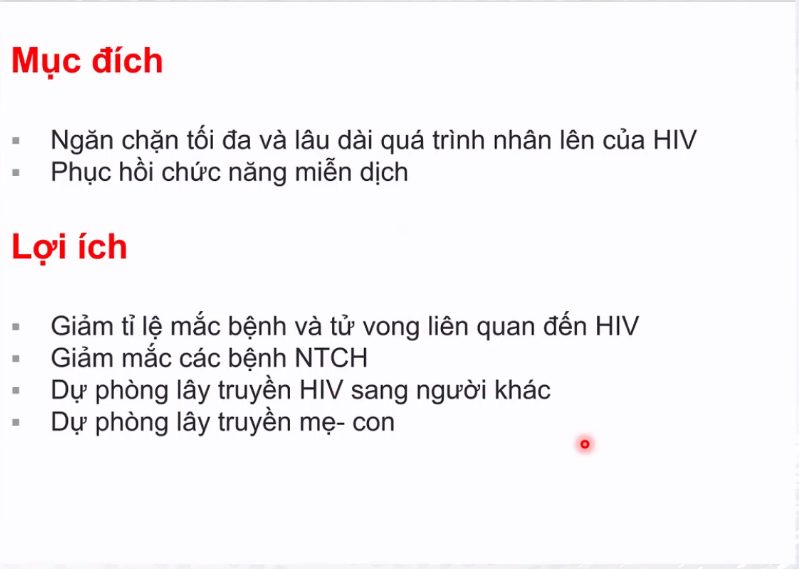 Mục đích
Ngăn chặn tối đa và lâu dài quá trình nhân lên của HIV
Phục hồi chức năng miễn dịch
Lợi ích
Giảm tỉ lệ mắc bệnh và tử vong liên quan đến HIV
Giảm mắc các bệnh NTCH
Dự phòng lây truyền HIV sang người khác
Dự phòng lây truyền mẹ- con